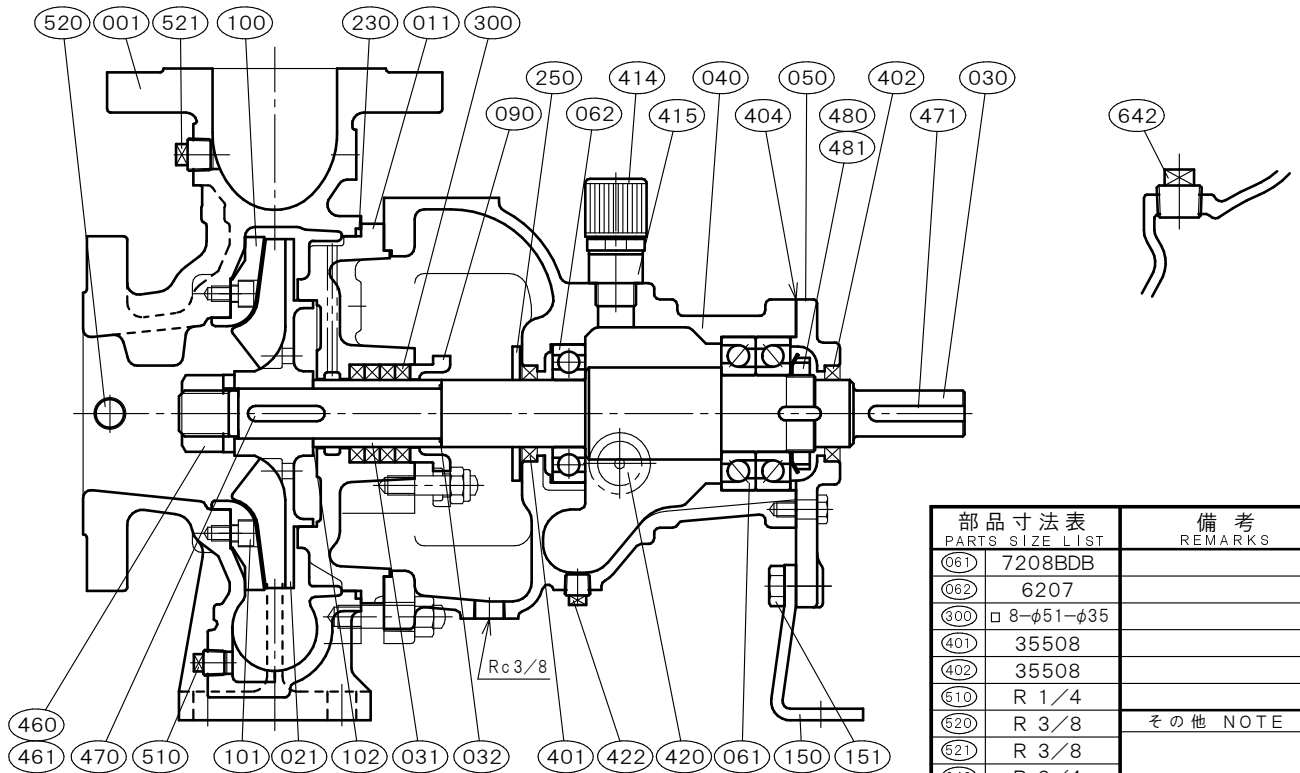 520 001 521 100 230 011 300
250 414 040 050 402 030
090 062 415 404 480 471 642
481
Rc3/8
460
461 470 510 101 021 102 031 032 401 422 420 061 150 151
部品寸法表 備考
PARTS SIZE LIST REMARKS
061 7208BDB
062 6207
300 □ 8-φ51-φ35
401 35508
402 35508
510 R 1/4
520 R 3/8 その他 NOTE
521 R 3/8